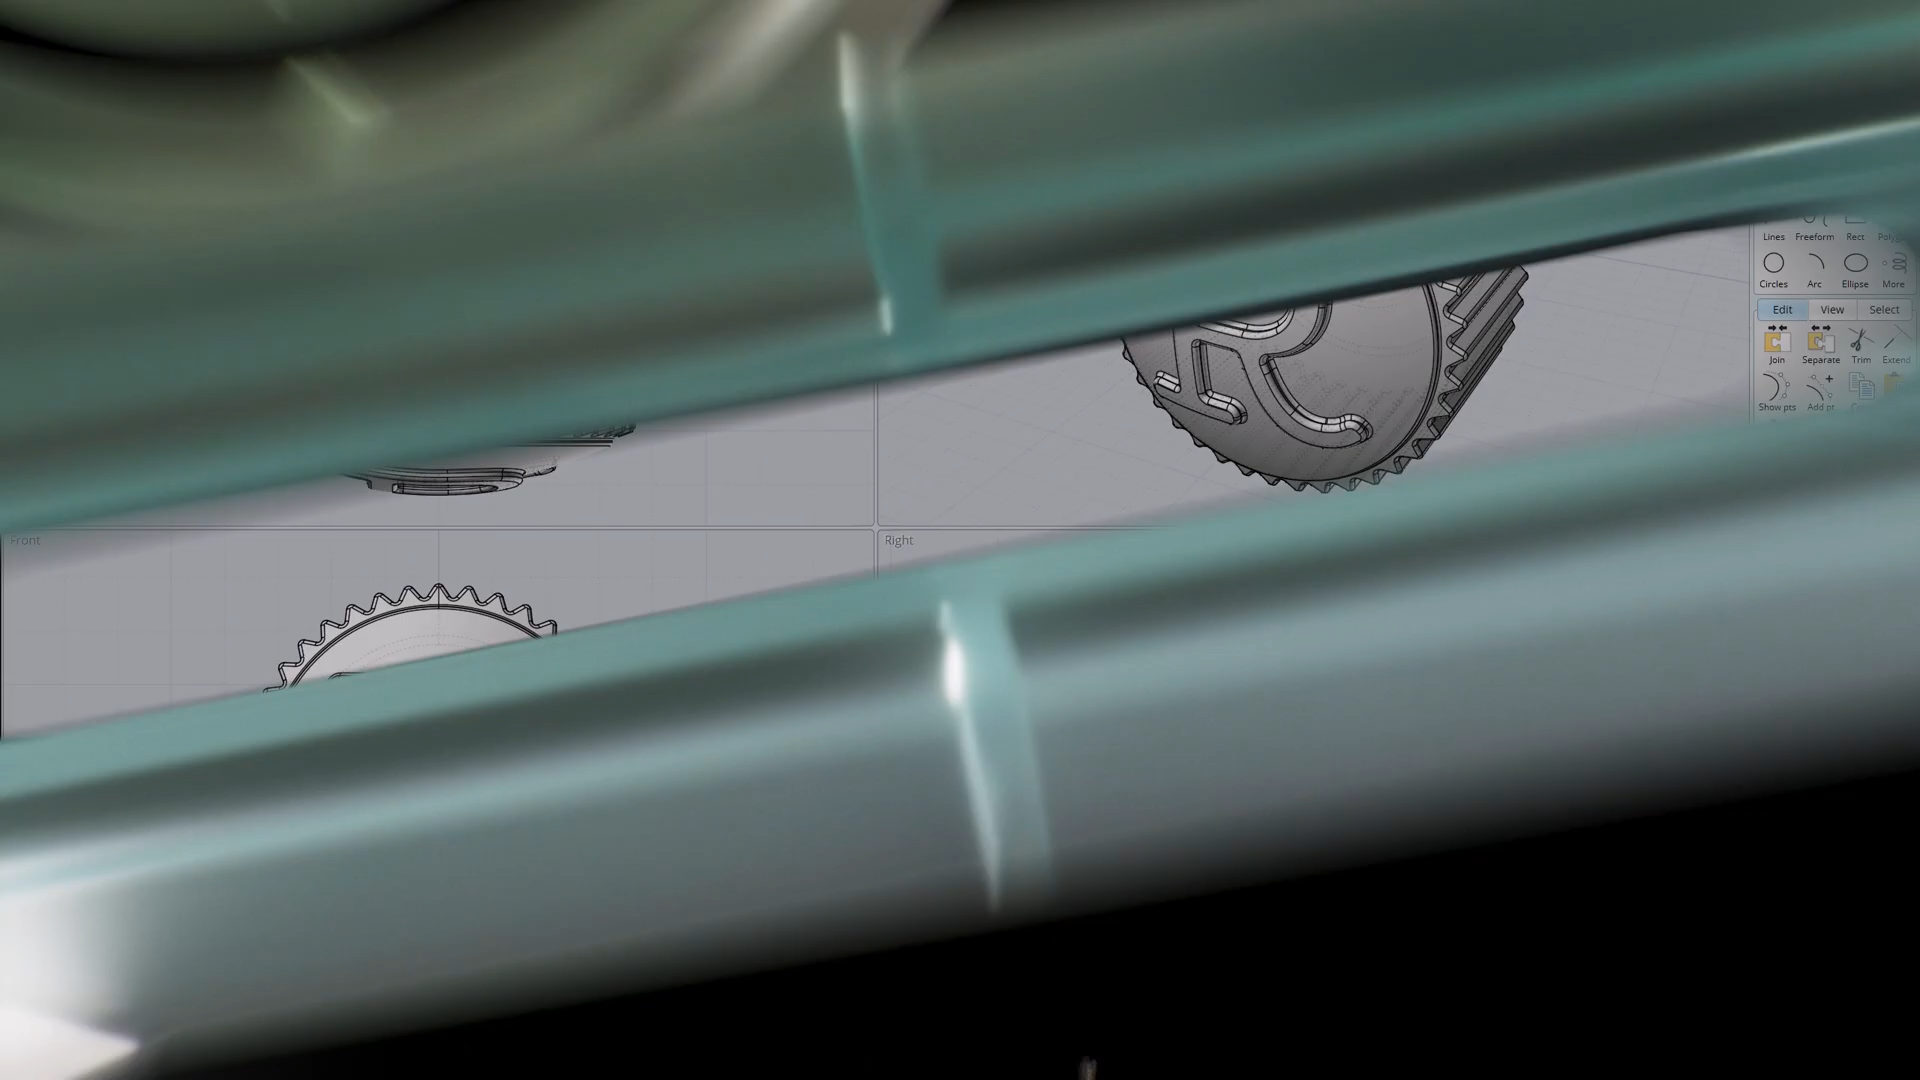 Lines Freeform Rect
Circles Arc Ellipse More
Edit View Select
Join Separate Trim Extend
Show pts Add pt
Front
Right